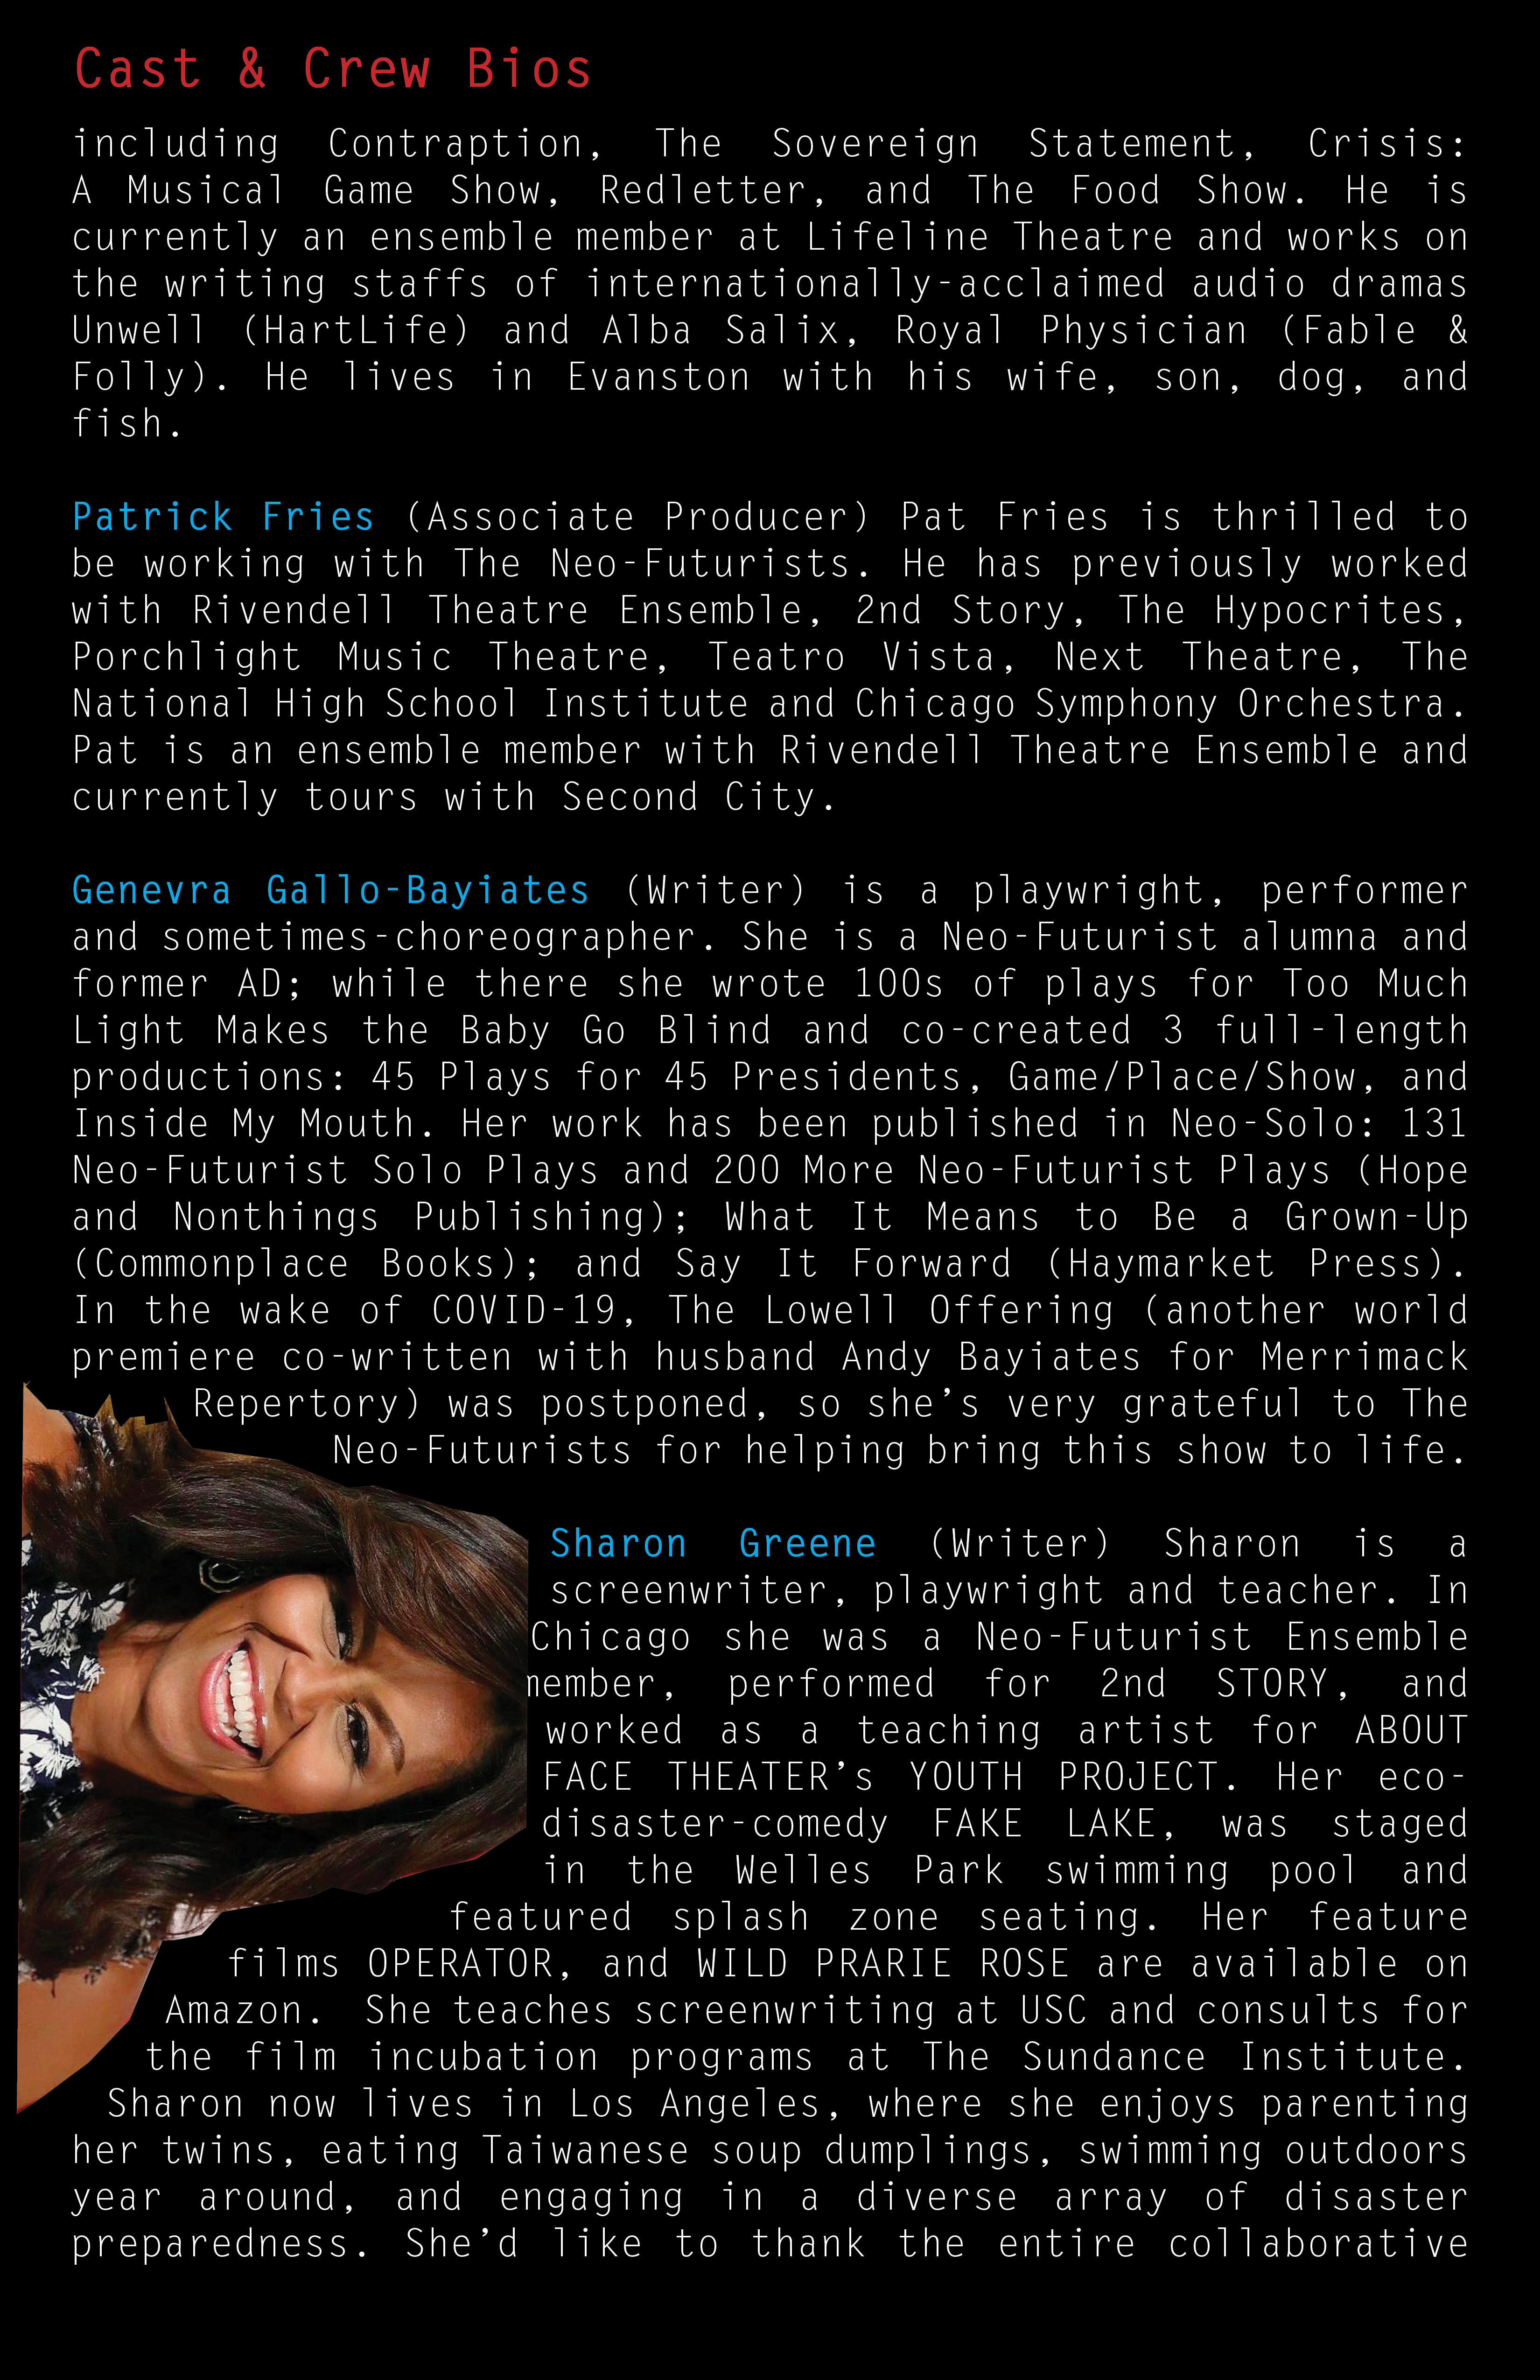 Cast & Crew Bios
including Contraption, The Sovereign Statement, Crisis:
A Musical Game Show, Redletter, and The Food Show. He is
currently an ensemble member at Lifeline Theatre and works on
the writing staffs of internationally-acclaimed audio dramas
Unwell (HartLife) and Alba Salix, Royal Physician (Fable &
Folly). He lives in Evanston with his wife, son, dog, and
fish.
Patrick Fries (Associate Producer) Pat Fries is thrilled to
be working with The Neo-Futurists. He has previously worked
with Rivendell Theatre Ensemble, 2nd Story, The Hypocrites,
Porchlight Music Theatre, Teatro Vista, Next Theatre, The
National High School Institute and Chicago Symphony Orchestra.
Pat is an ensemble member with Rivendell Theatre Ensemble and
currently tours with Second City.
Genevra Gallo-Bayiates (Writer) is a playwright, performer
and sometimes-choreographer. She is a Neo-Futurist alumna and
former AD; while there she wrote 100s of plays for Too Much
Light Makes the Baby Go Blind and co-created 3 full-length
productions: 45 Plays for 45 Presidents, Game/Place/Show, and
Inside My Mouth. Her work has been published in Neo-Solo: 131
Neo-Futurist Solo Plays and 200 More Neo-Futurist Plays (Hope
and Nonthings Publishing); What It Means to Be a Grown-Up
(Commonplace Books); and Say It Forward (Haymarket Press).
In the wake of COVID-19, The Lowell Offering (another world
premiere co-written with husband Andy Bayiates for Merrimack
Repertory) was postponed, so she's very grateful to The
Neo-Futurists for helping bring this show to life.
Sharon Greene (Writer) Sharon is a
screenwriter, playwright and teacher. In
Chicago she was a Neo-Futurist Ensemble
member, performed for 2nd STORY, and
worked as a teaching artist for ABOUT
FACE THEATER's YOUTH PROJECT. Her eco-
disaster-comedy FAKE LAKE, was staged
in the Welles Park swimming pool and
featured splash zone seating. Her feature
films OPERATOR, and WILD PRARIE ROSE are available on
Amazon. She teaches screenwriting at USC and consults for
the film incubation programs at The Sundance Institute.
Sharon now lives in Los Angeles, where she enjoys parenting
her twins, eating Taiwanese soup dumplings, swimming outdoors
year around, and engaging in a diverse array of disaster
preparedness. She'd like to thank the entire collaborative